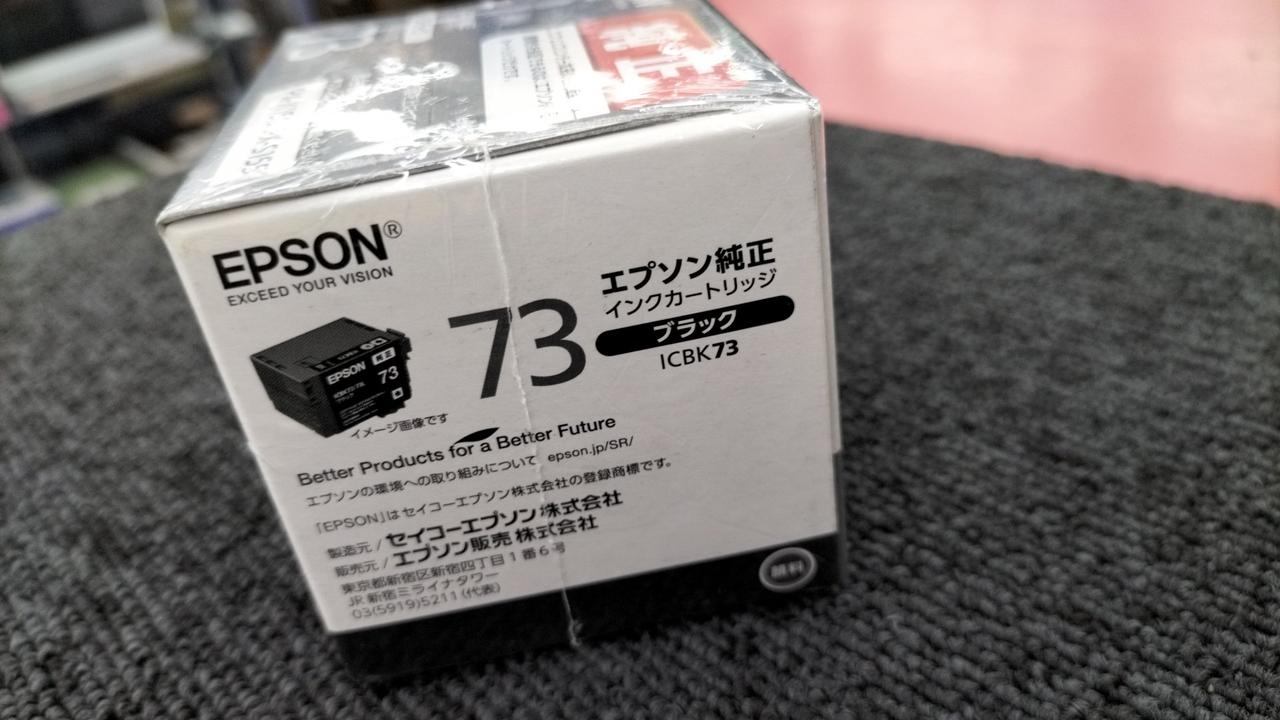 純正
EPSON®
EXCEED YOUR VISION
73
エプソン純正
インクカートリッジ
ブラック
ICBK73
EPSON
純正
73
イメージ画像です
Better Products for a Better Future
エプソンの環境への取り組みについて epson.jp/SR/
「EPSON」はセイコーエプソン株式会社の登録商標です。
製造元 / セイコーエプソン株式会社
販売元 / エプソン販売株式会社
東京都新宿区新宿四丁目1番6号
JR新宿ミライナタワー
03(5919)5211(代表)
顔料